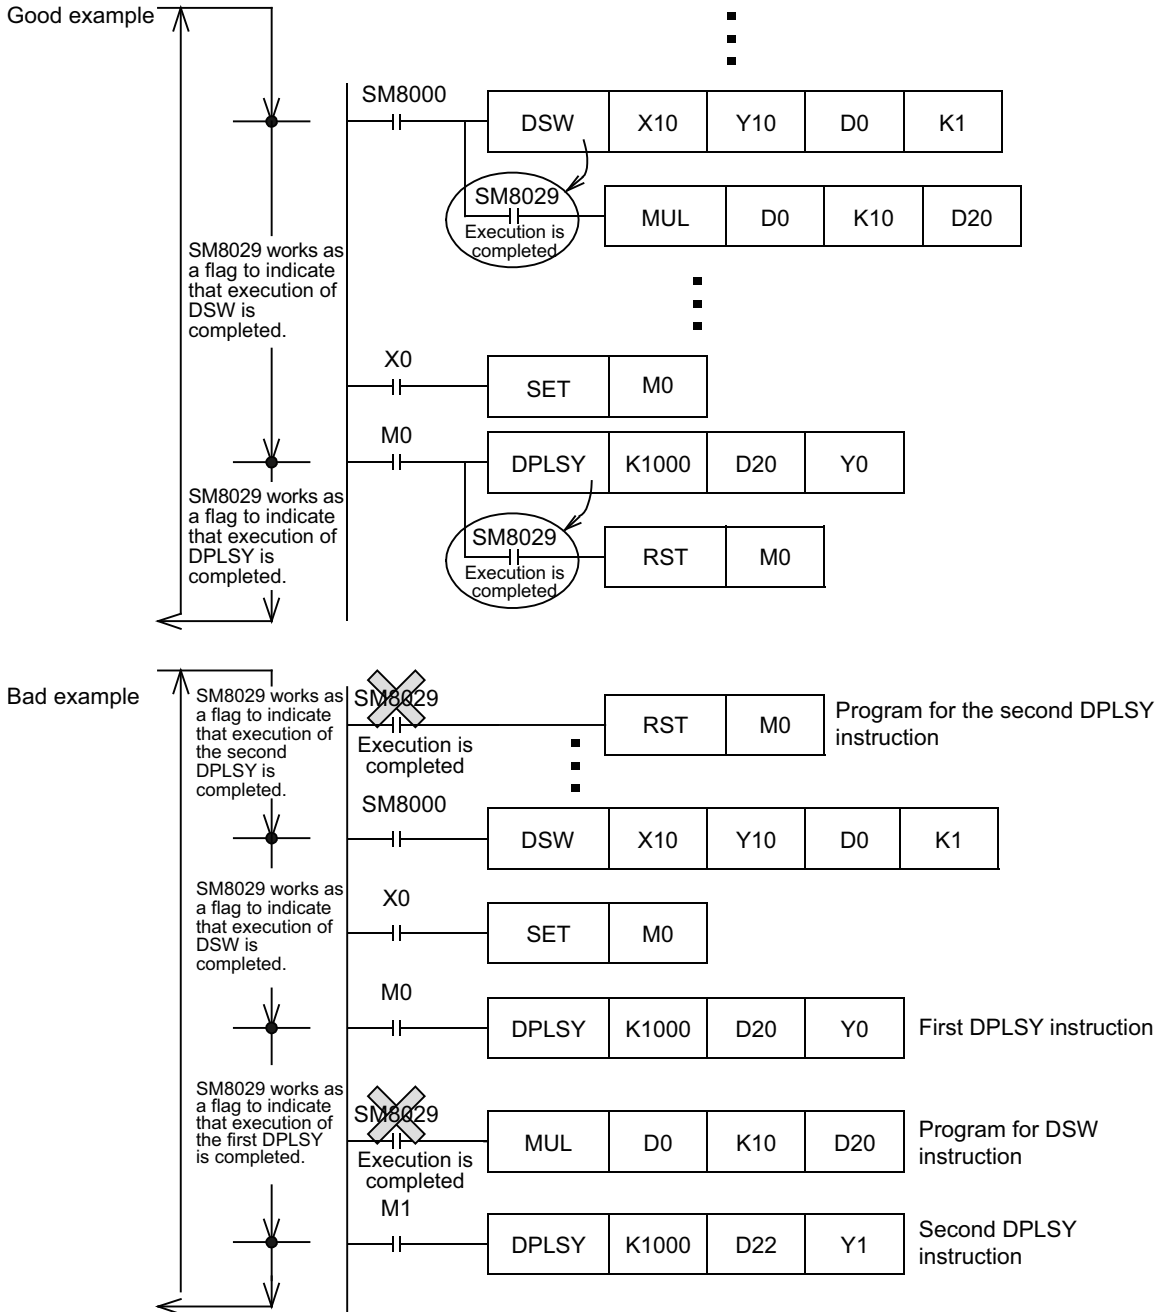 Good example
SM8000
DSW X10 Y10 D0 K1
SM8029
Execution is
completed
MUL D0 K10 D20
SM8029 works as
a flag to indicate
that execution of
DSW is
completed.
X0
SET M0
M0
DPLSY K1000 D20 Y0
SM8029 works as
a flag to indicate
that execution of
DPLSY is
completed.
SM8029
Execution is
completed
RST M0
Bad example
SM8029 works as
a flag to indicate
that execution of
the second
DPLSY is
completed.
SM8029
Execution is
completed
RST M0
Program for the second DPLSY
instruction
SM8000
DSW X10 Y10 D0 K1
SM8029 works as
a flag to indicate
that execution of
DSW is
completed.
X0
SET M0
M0
DPLSY K1000 D20 Y0
First DPLSY instruction
SM8029 works as
a flag to indicate
that execution of
the first DPLSY
is completed.
SM8029
Execution is
completed
MUL D0 K10 D20
Program for DSW
instruction
M1
DPLSY K1000 D22 Y1
Second DPLSY
instruction